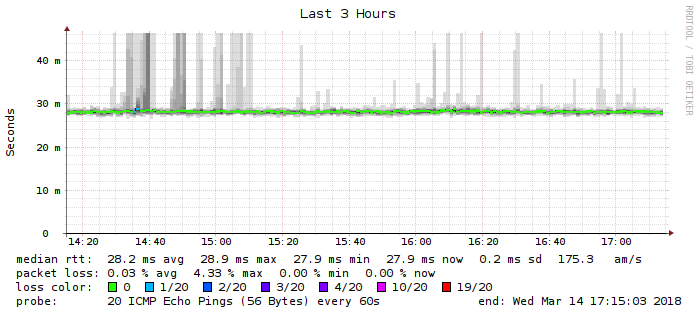 Last 3 Hours
RRDTOOL / TOBI OETIKER
Seconds
40 m
30 m
20 m
10 m
0
14:20 14:40 15:00 15:20 15:40 16:00 16:20 16:40 17:00
median rtt: 28.2 ms avg 28.9 ms max 27.9 ms min 27.9 ms now 0.2 ms sd 175.3 am/s
packet loss: 0.03 % avg 4.33 % max 0.00 % min 0.00 % now
loss color: 0 1/20 2/20 3/20 4/20 10/20 19/20
probe: 20 ICMP Echo Pings (56 Bytes) every 60s end: Wed Mar 14 17:15:03 2018